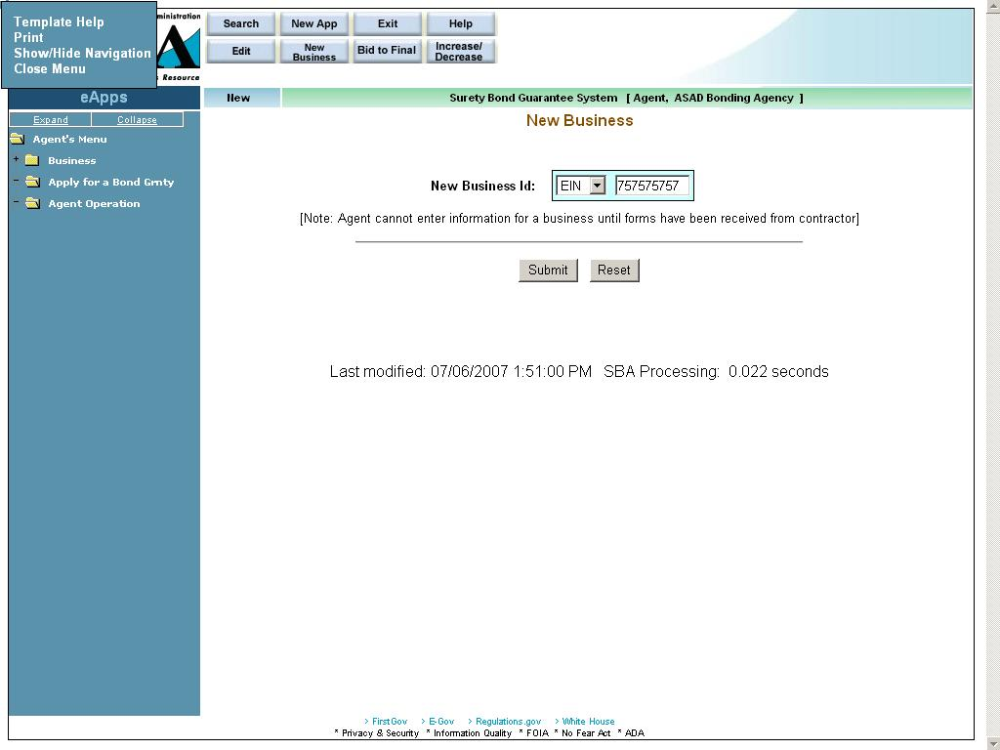 Template Help
Print
Show/Hide Navigation
Close Menu
ministration
s Resource
Search New App Exit Help
Edit New Business Bid to Final Increase/ Decrease
eApps
New Surety Bond Guarantee System [ Agent, ASAD Bonding Agency ]
Expand Collapse
New Business
Agent's Menu
+ Business
- Apply for a Bond Grnty
- Agent Operation
New Business Id: EIN 757575757
[Note: Agent cannot enter information for a business until forms have been received from contractor]
Submit Reset
Last modified: 07/06/2007 1:51:00 PM SBA Processing: 0.022 seconds
> FirstGov > E-Gov > Regulations.gov > White House
* Privacy & Security * Information Quality * FOIA * No Fear Act * ADA